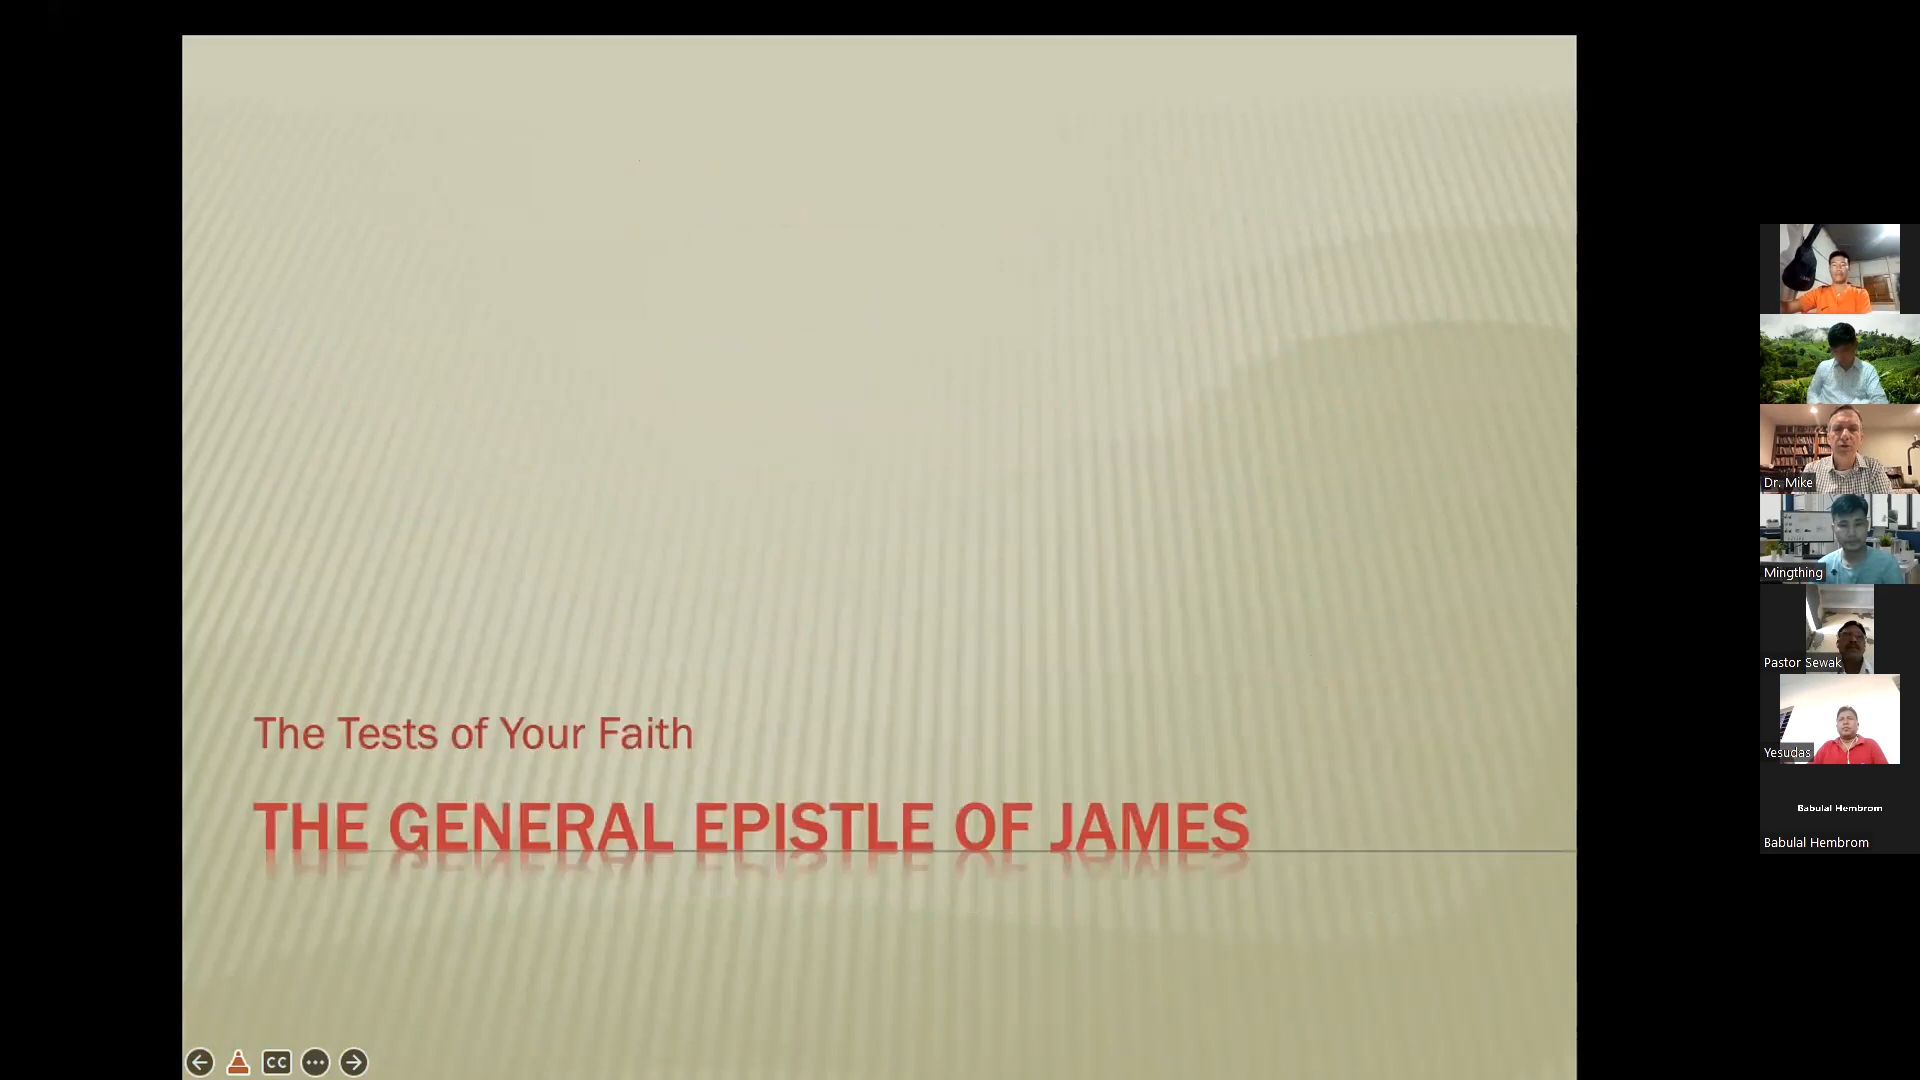 The Tests of Your Faith
THE GENERAL EPISTLE OF JAMES
CC
Dr. Mike
Mingthing
Pastor Sewak
Yesudas
Babulal Hembrom
Babulal Hembrom